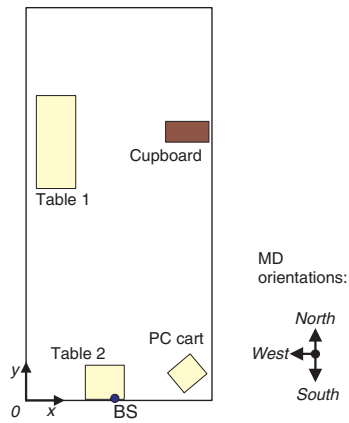 Cupboard
Table 1
MD
orientations:
North
West
South
PC cart
Table 2
y
0
x
BS